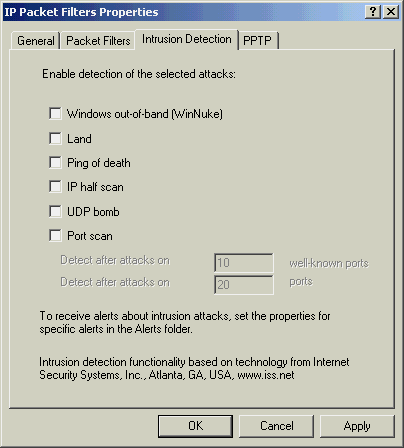 IP Packet Filters Properties
General Packet Filters Intrusion Detection PPTP
Enable detection of the selected attacks:
Windows out-of-band (WinNuke)
Land
Ping of death
IP half scan
UDP bomb
Port scan
Detect after attacks on 10 well-known ports
Detect after attacks on 20 ports
To receive alerts about intrusion attacks, set the properties for
specific alerts in the Alerts folder.
Intrusion detection functionality based on technology from Internet
Security Systems, Inc., Atlanta, GA, USA, www.iss.net
OK Cancel Apply